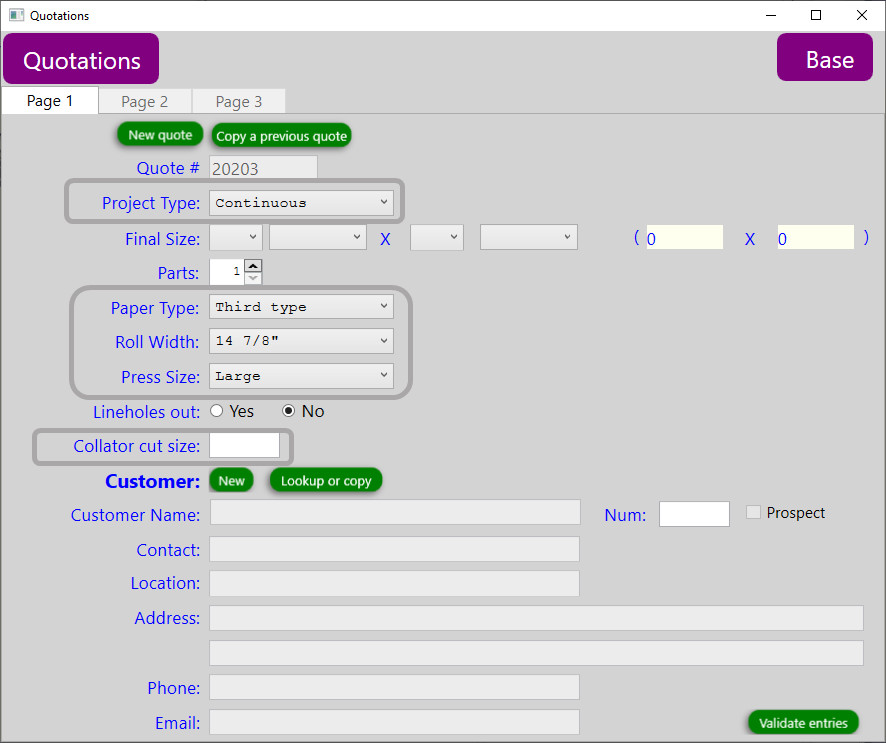 Quotations
Quotations Base
Page 1 Page 2 Page 3
New quote Copy a previous quote
Quote # 20203
Project Type: Continuous
Final Size: X ( 0 X 0 )
Parts: 1
Paper Type: Third type
Roll Width: 14 7/8"
Press Size: Large
Lineholes out: Yes No
Collator cut size:
Customer: New Lookup or copy
Customer Name: Num: Prospect
Contact:
Location:
Address:
Phone:
Email: Validate entries